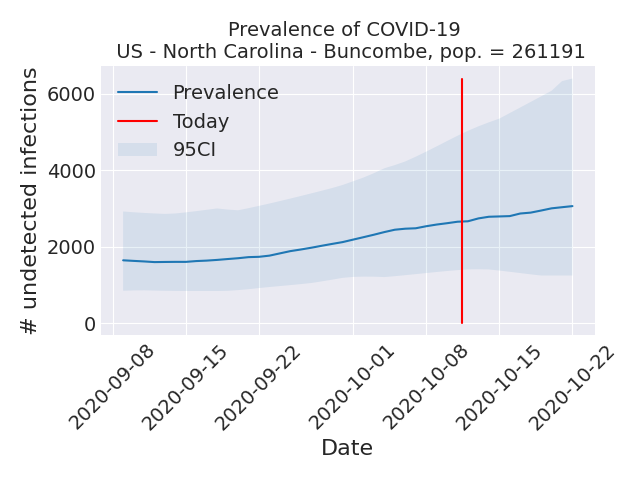 Prevalence of COVID-19
US - North Carolina - Buncombe, pop. = 261191
# undetected infections
6000
4000
2000
0
Prevalence
Today
95CI
2020-09-08
2020-09-15
2020-09-22
2020-10-01
2020-10-08
2020-10-15
2020-10-22
Date